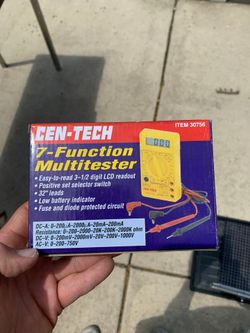 CEN-TECH
ITEM 30756
7-Function
Multitester
• Easy-to-read 3-1/2 digit LCD readout
• Positive set selector switch
• 32" leads
• Low battery indicator
• Fuse and diode protected circuit
DC-A: 0-200µA-2000µA-20mA-200mA
Resistance: 0-200-2000-20K-200K-2000K ohm
DC-V: 0-200mV-2000mV-20V-200V-1000V
AC-V: 0-200-750V